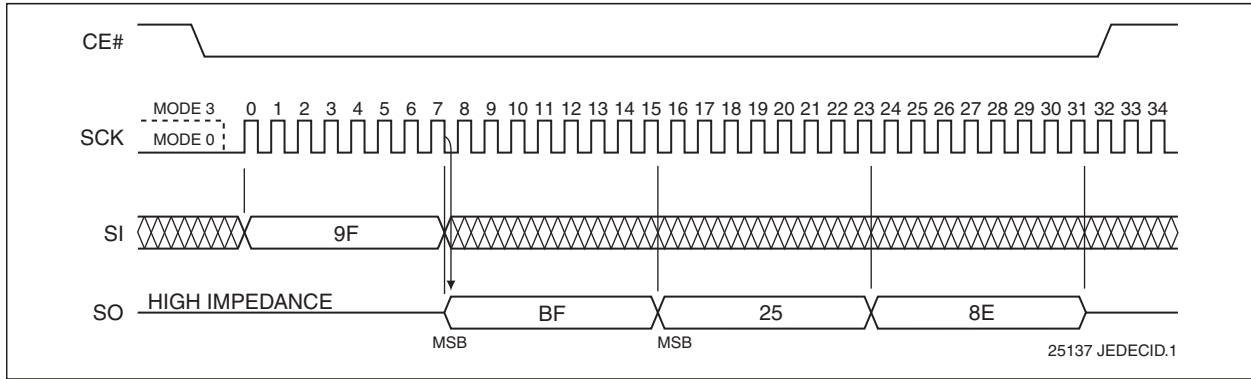 CE#
MODE 3 0 1 2 3 4 5 6 7 8 9 10 11 12 13 14 15 16 17 18 19 20 21 22 23 24 25 26 27 28 29 30 31 32 33 34
SCK MODE 0
SI 9F
SO HIGH IMPEDANCE BF 25 8E
MSB MSB
25137 JEDECID.1